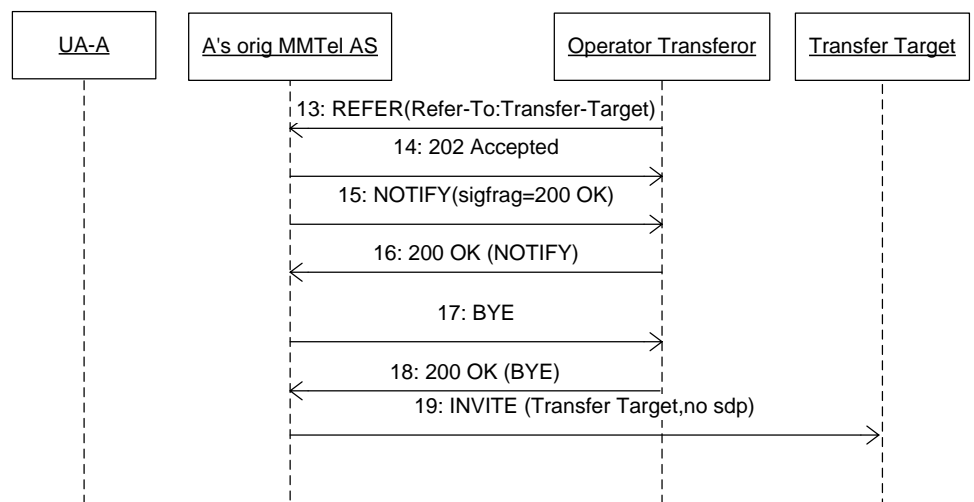 UA-A
A's orig MMTel AS
Operator Transferor
Transfer Target
13: REFER(Refer-To:Transfer-Target)
14: 202 Accepted
15: NOTIFY(sigfrag=200 OK)
16: 200 OK (NOTIFY)
17: BYE
18: 200 OK (BYE)
19: INVITE (Transfer Target,no sdp)